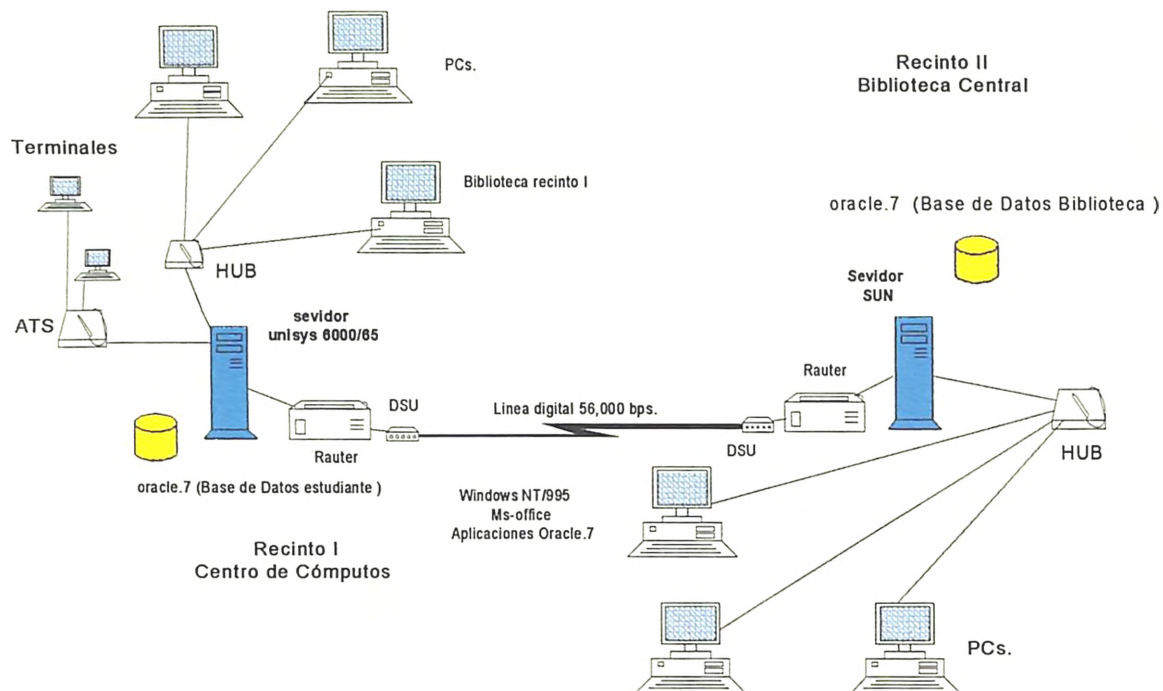 PCs.
Recinto II
Biblioteca Central
Terminales
Biblioteca recinto I
oracle.7 (Base de Datos Biblioteca )
HUB
Sevidor
SUN
ATS
sevidor
unisys 6000/65
Rauter
DSU
Linea digital 56,000 bps.
Rauter
DSU
HUB
oracle.7 (Base de Datos estudiante )
Windows NT/995
Ms-office
Aplicaciones Oracle.7
Recinto I
Centro de Cómputos
PCs.